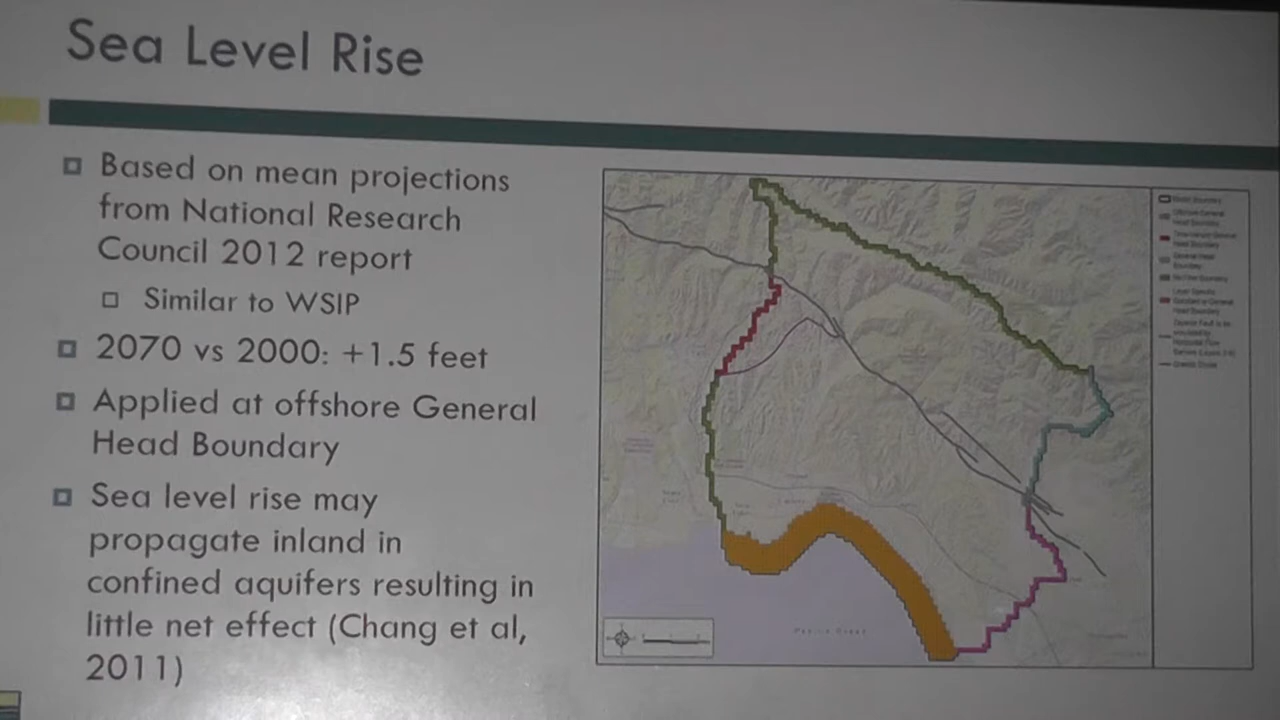 Sea Level Rise
Based on mean projections
from National Research
Council 2012 report
Similar to WSIP
2070 vs 2000: +1.5 feet
Applied at offshore General
Head Boundary
Sea level rise may
propagate inland in
confined aquifers resulting in
little net effect (Chang et al,
2011)
Pacific Ocean